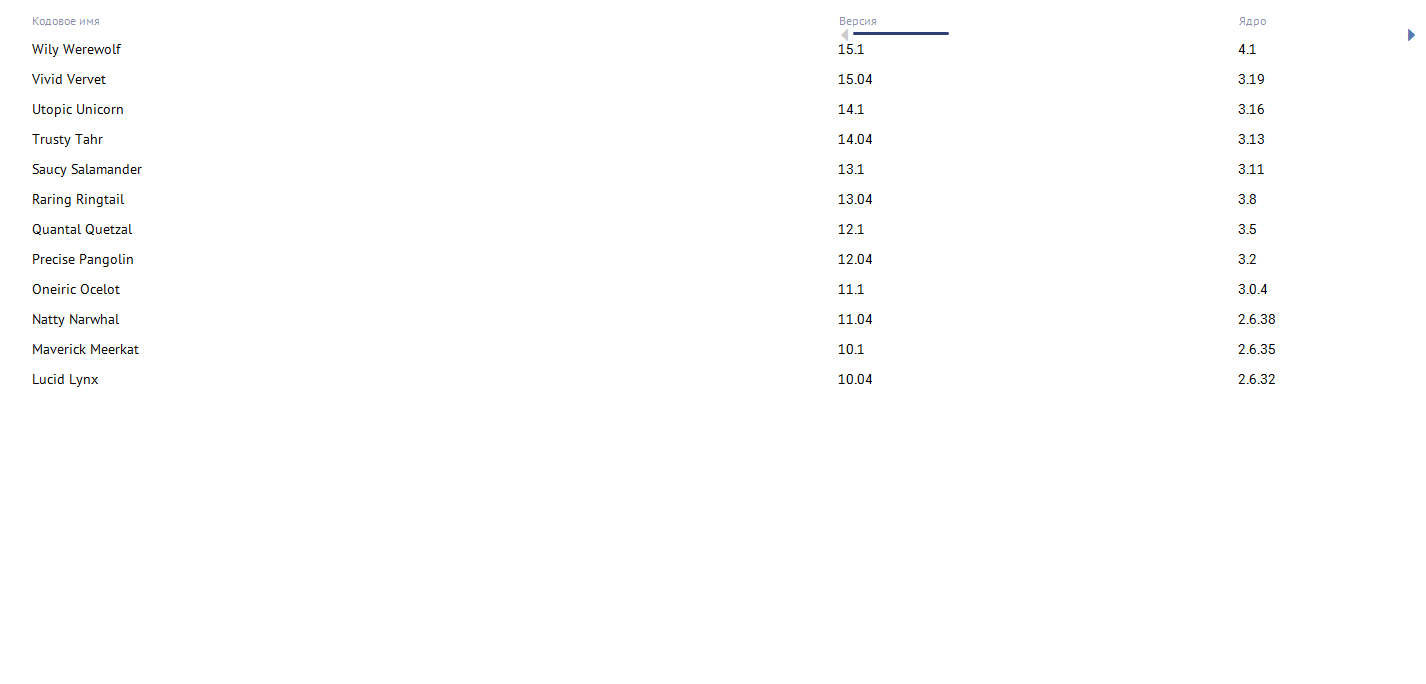 Кодовое имя Версия Ядро
Wily Werewolf 15.1 4.1
Vivid Vervet 15.04 3.19
Utopic Unicorn 14.1 3.16
Trusty Tahr 14.04 3.13
Saucy Salamander 13.1 3.11
Raring Ringtail 13.04 3.8
Quantal Quetzal 12.1 3.5
Precise Pangolin 12.04 3.2
Oneiric Ocelot 11.1 3.0.4
Natty Narwhal 11.04 2.6.38
Maverick Meerkat 10.1 2.6.35
Lucid Lynx 10.04 2.6.32